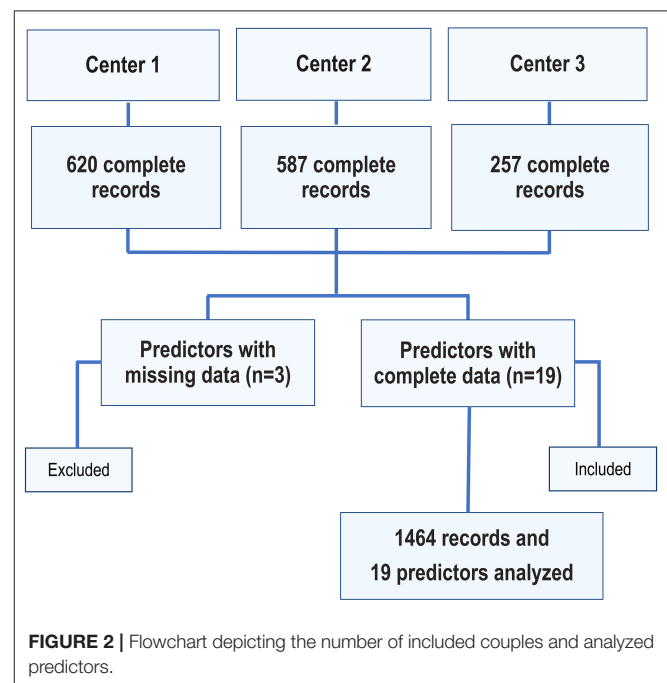 Center 1
Center 2
Center 3
620 complete
records
587 complete
records
257 complete
records
Predictors with
missing data (n=3)
Predictors with
complete data (n=19)
Excluded
Included
1464 records and
19 predictors analyzed
FIGURE 2 | Flowchart depicting the number of included couples and analyzed
predictors.